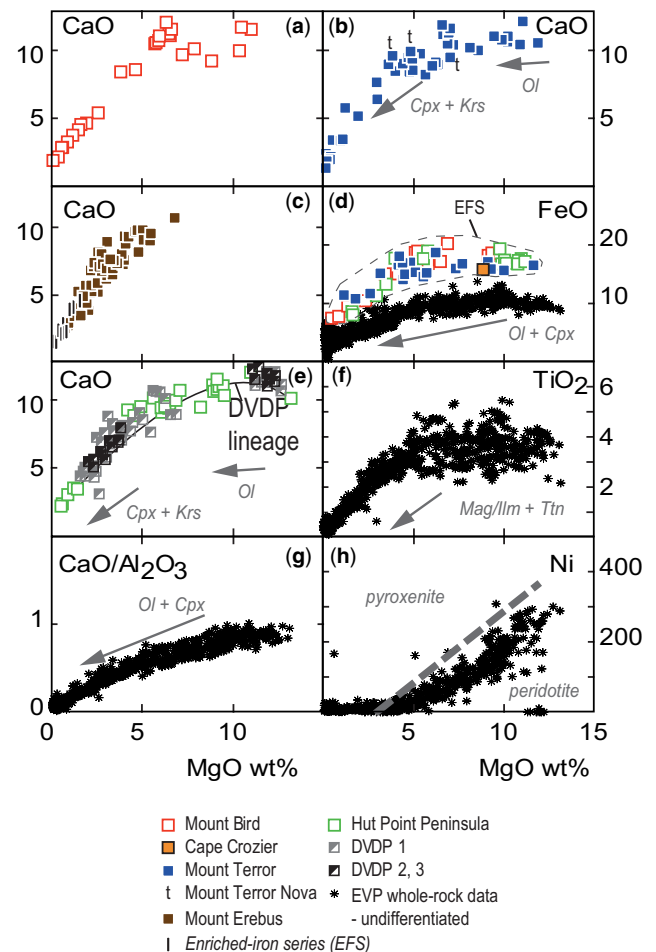 CaO (a)
(b) CaO
10
5
t
t
t
10
5
Ol
Cpx + Krs
(c)
CaO
10
5
(d) EFS FeO
20
10
Ol + Cpx
CaO (e)
10
5
DVDP
lineage
Ol
Cpx + Krs
(f) TiO2
6
4
2
Mag/Ilm + Ttn
CaO/Al2O3 (g)
Ol + Cpx
1
0
(h) Ni
400
200
pyroxenite
peridotite
0 5 10
5 10 15
MgO wt% MgO wt%
Mount Bird Hut Point Peninsula
Cape Crozier DVDP 1
Mount Terror DVDP 2, 3
t Mount Terror Nova EVP whole-rock data
Mount Erebus - undifferentiated
Enriched-iron series (EFS)